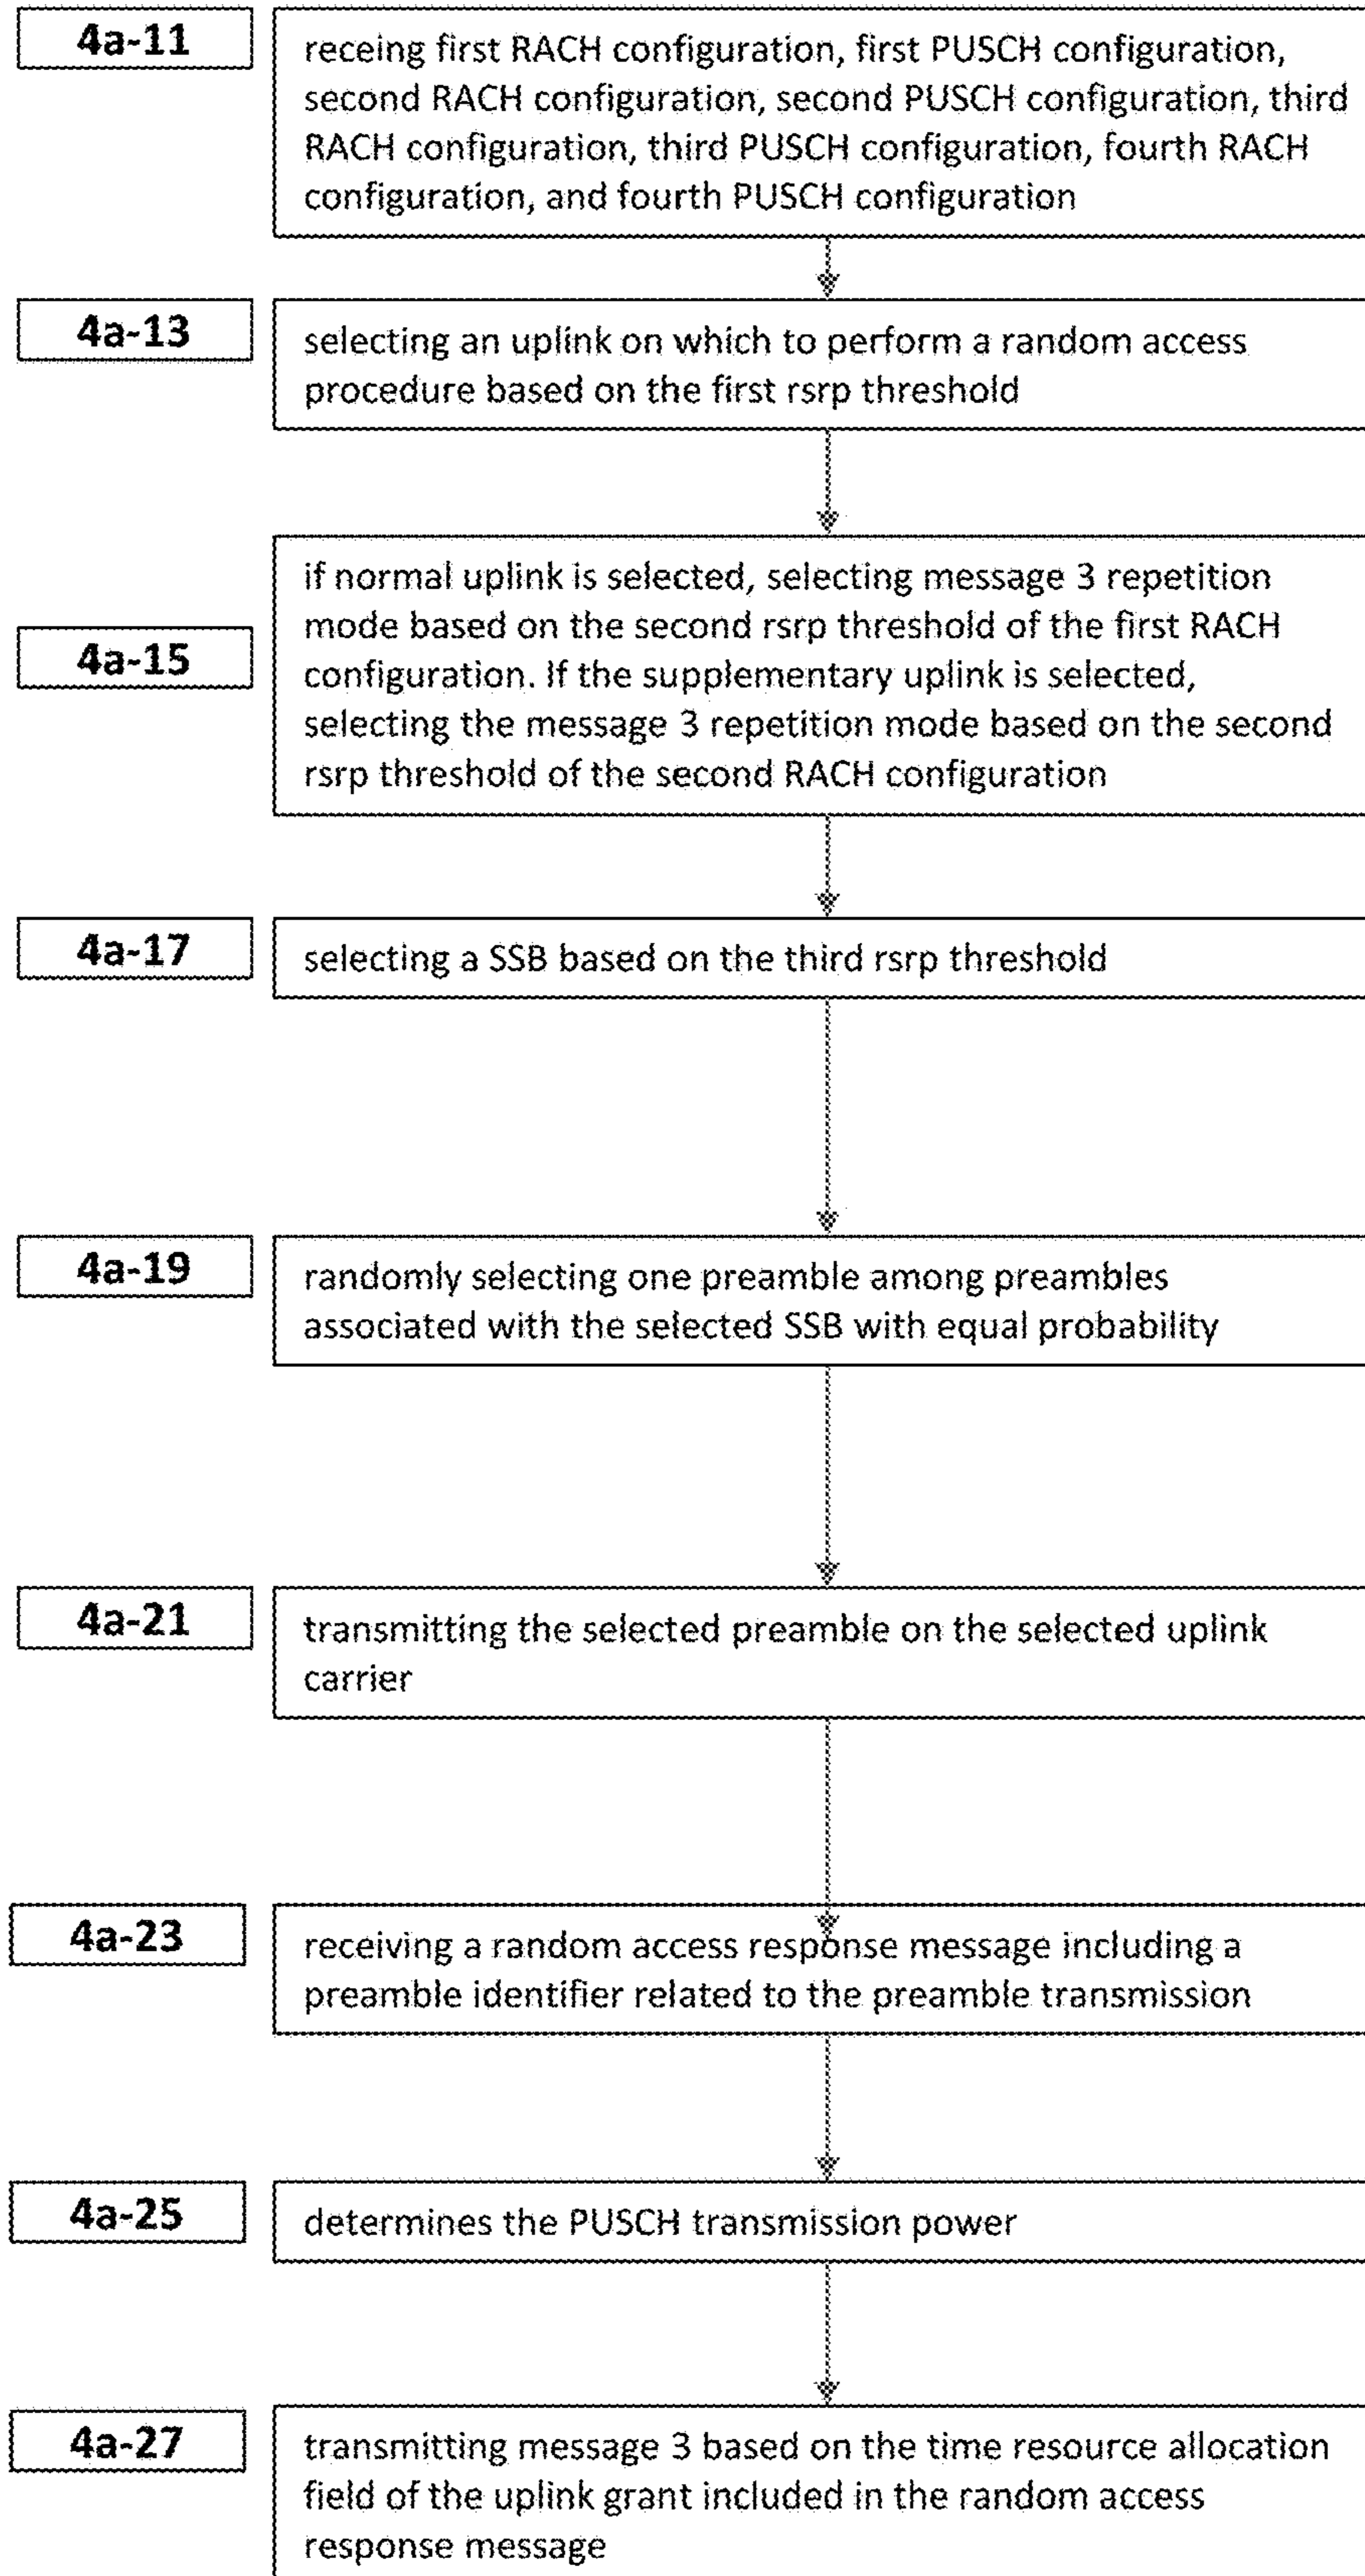 4a-11
receing first RACH configuration, first PUSCH configuration,
second RACH configuration, second PUSCH configuration, third
RACH configuration, third PUSCH configuration, fourth RACH
configuration, and fourth PUSCH configuration
4a-13
selecting an uplink on which to perform a random access
procedure based on the first rsrp threshold
4a-15
if normal uplink is selected, selecting message 3 repetition
mode based on the second rsrp threshold of the first RACH
configuration. If the supplementary uplink is selected,
selecting the message 3 repetition mode based on the second
rsrp threshold of the second RACH configuration
4a-17
selecting a SSB based on the third rsrp threshold
4a-19
randomly selecting one preamble among preambles
associated with the selected SSB with equal probability
4a-21
transmitting the selected preamble on the selected uplink
carrier
4a-23
receiving a random access response message including a
preamble identifier related to the preamble transmission
4a-25
determines the PUSCH transmission power
4a-27
transmitting message 3 based on the time resource allocation
field of the uplink grant included in the random access
response message